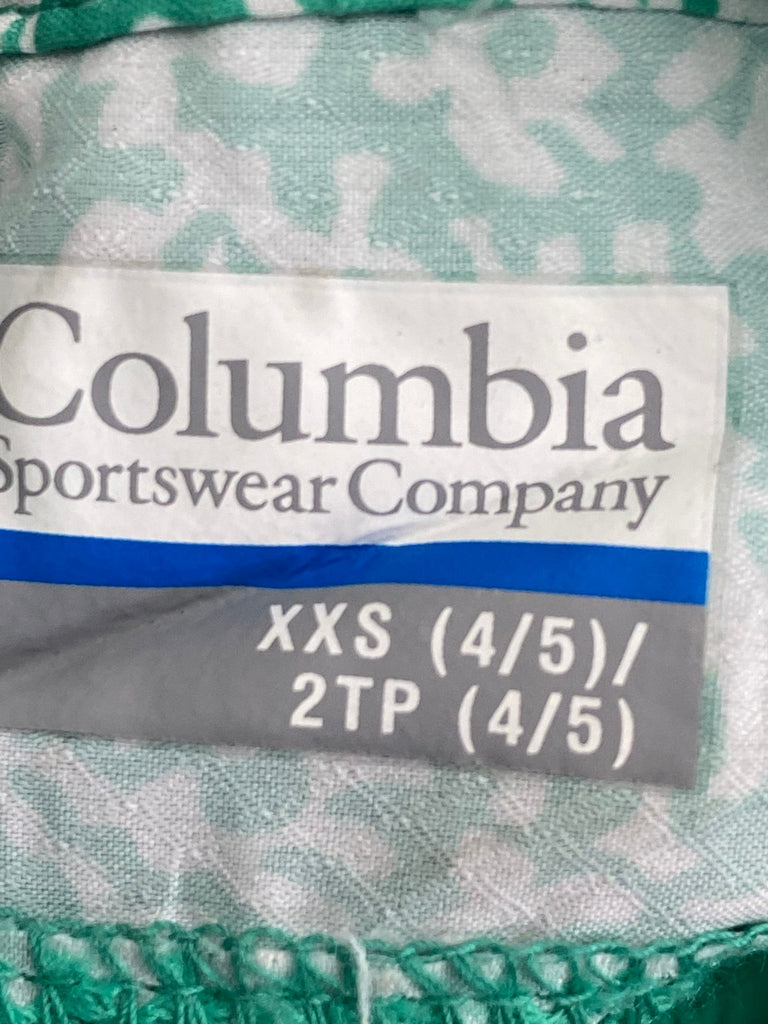 Columbia
Sportswear Company
XXS (4/5)/
2TP (4/5)